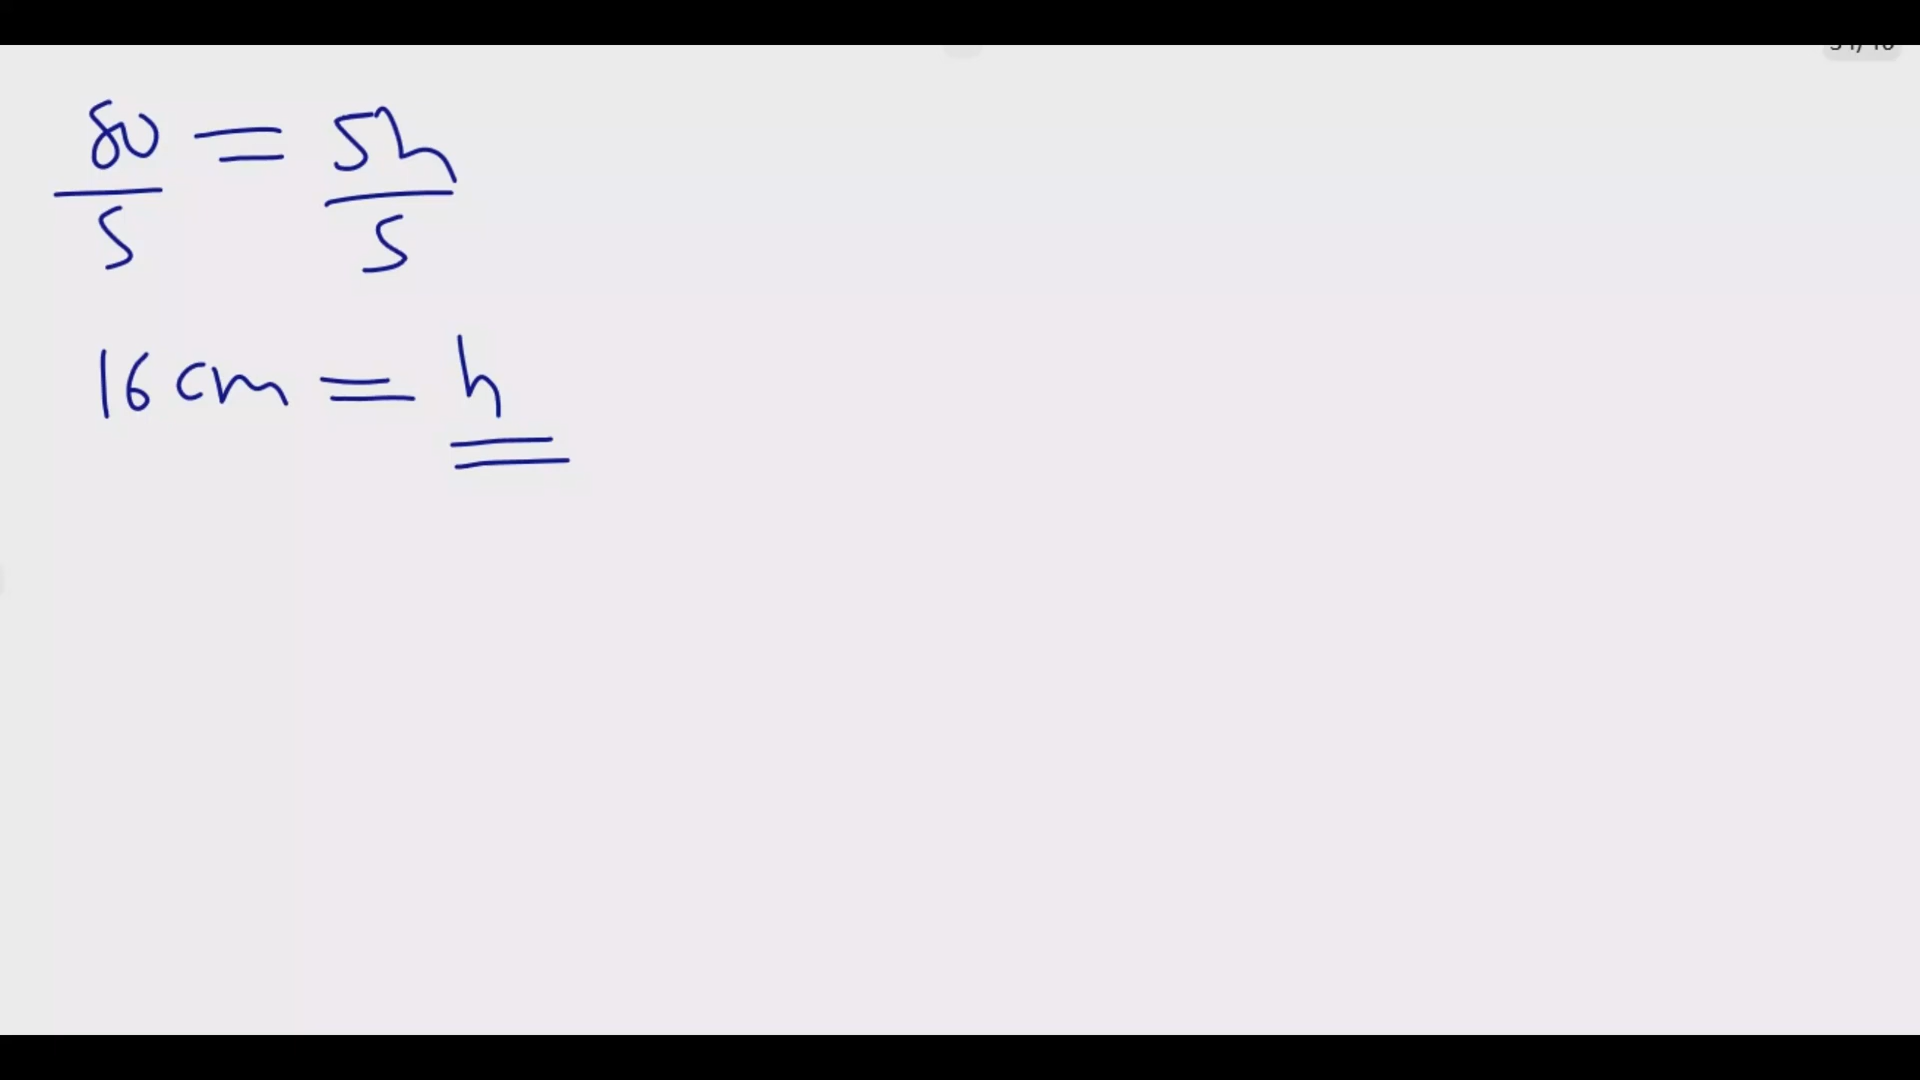 80/5 = 5h/5
16 cm = h